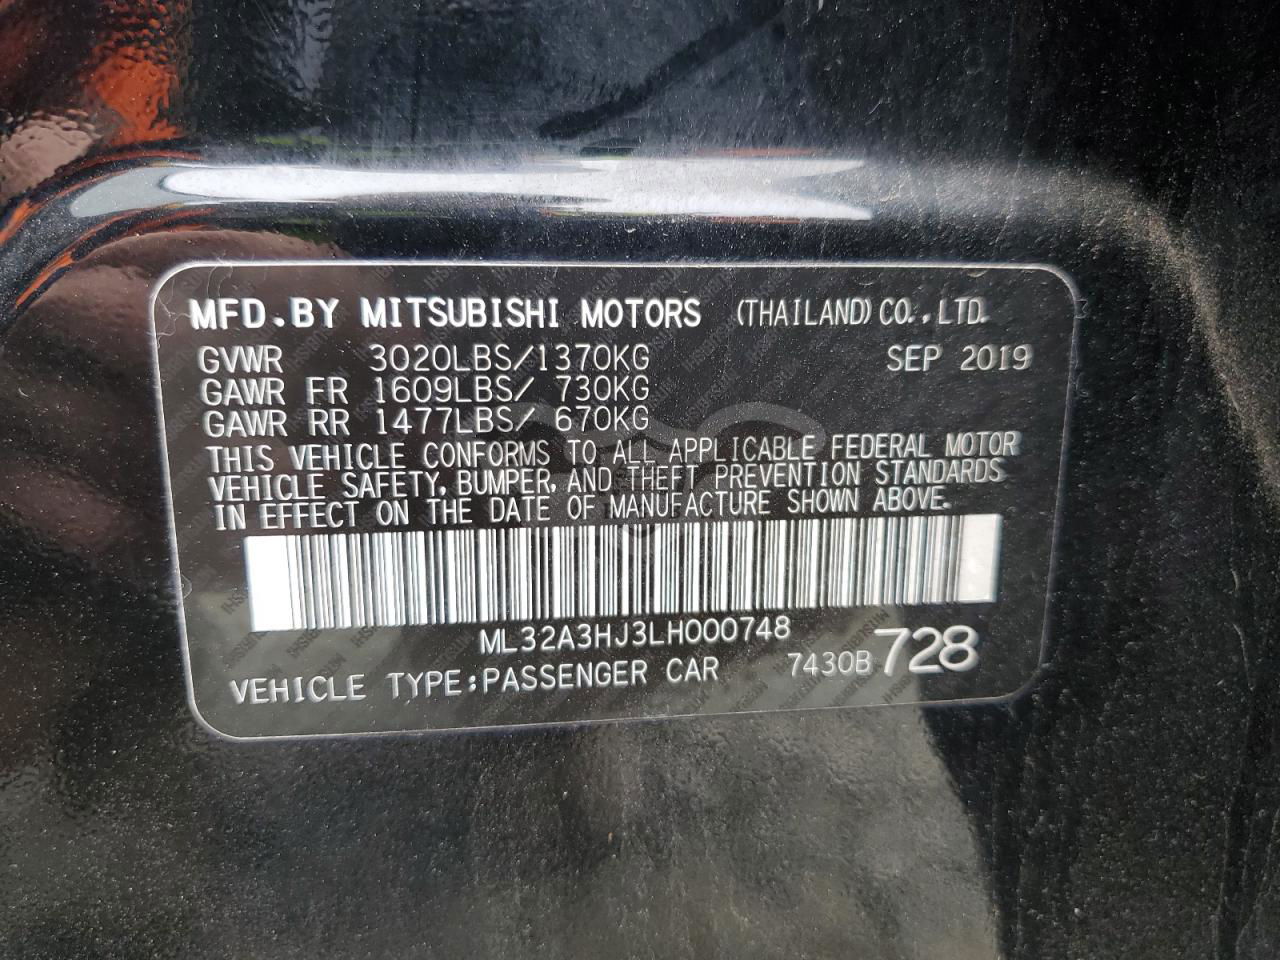 MFD.BY MITSUBISHI MOTORS (THAILAND) CO.,LTD.
GVWR 3020LBS/1370KG SEP 2019
GAWR FR 1609LBS/ 730KG
GAWR RR 1477LBS/ 670KG
THIS VEHICLE CONFORMS TO ALL APPLICABLE FEDERAL MOTOR
VEHICLE SAFETY, BUMPER, AND THEFT PREVENTION STANDARDS
IN EFFECT ON THE DATE OF MANUFACTURE SHOWN ABOVE.
ML32A3HJ3LH000748
VEHICLE TYPE:PASSENGER CAR 7430B 728